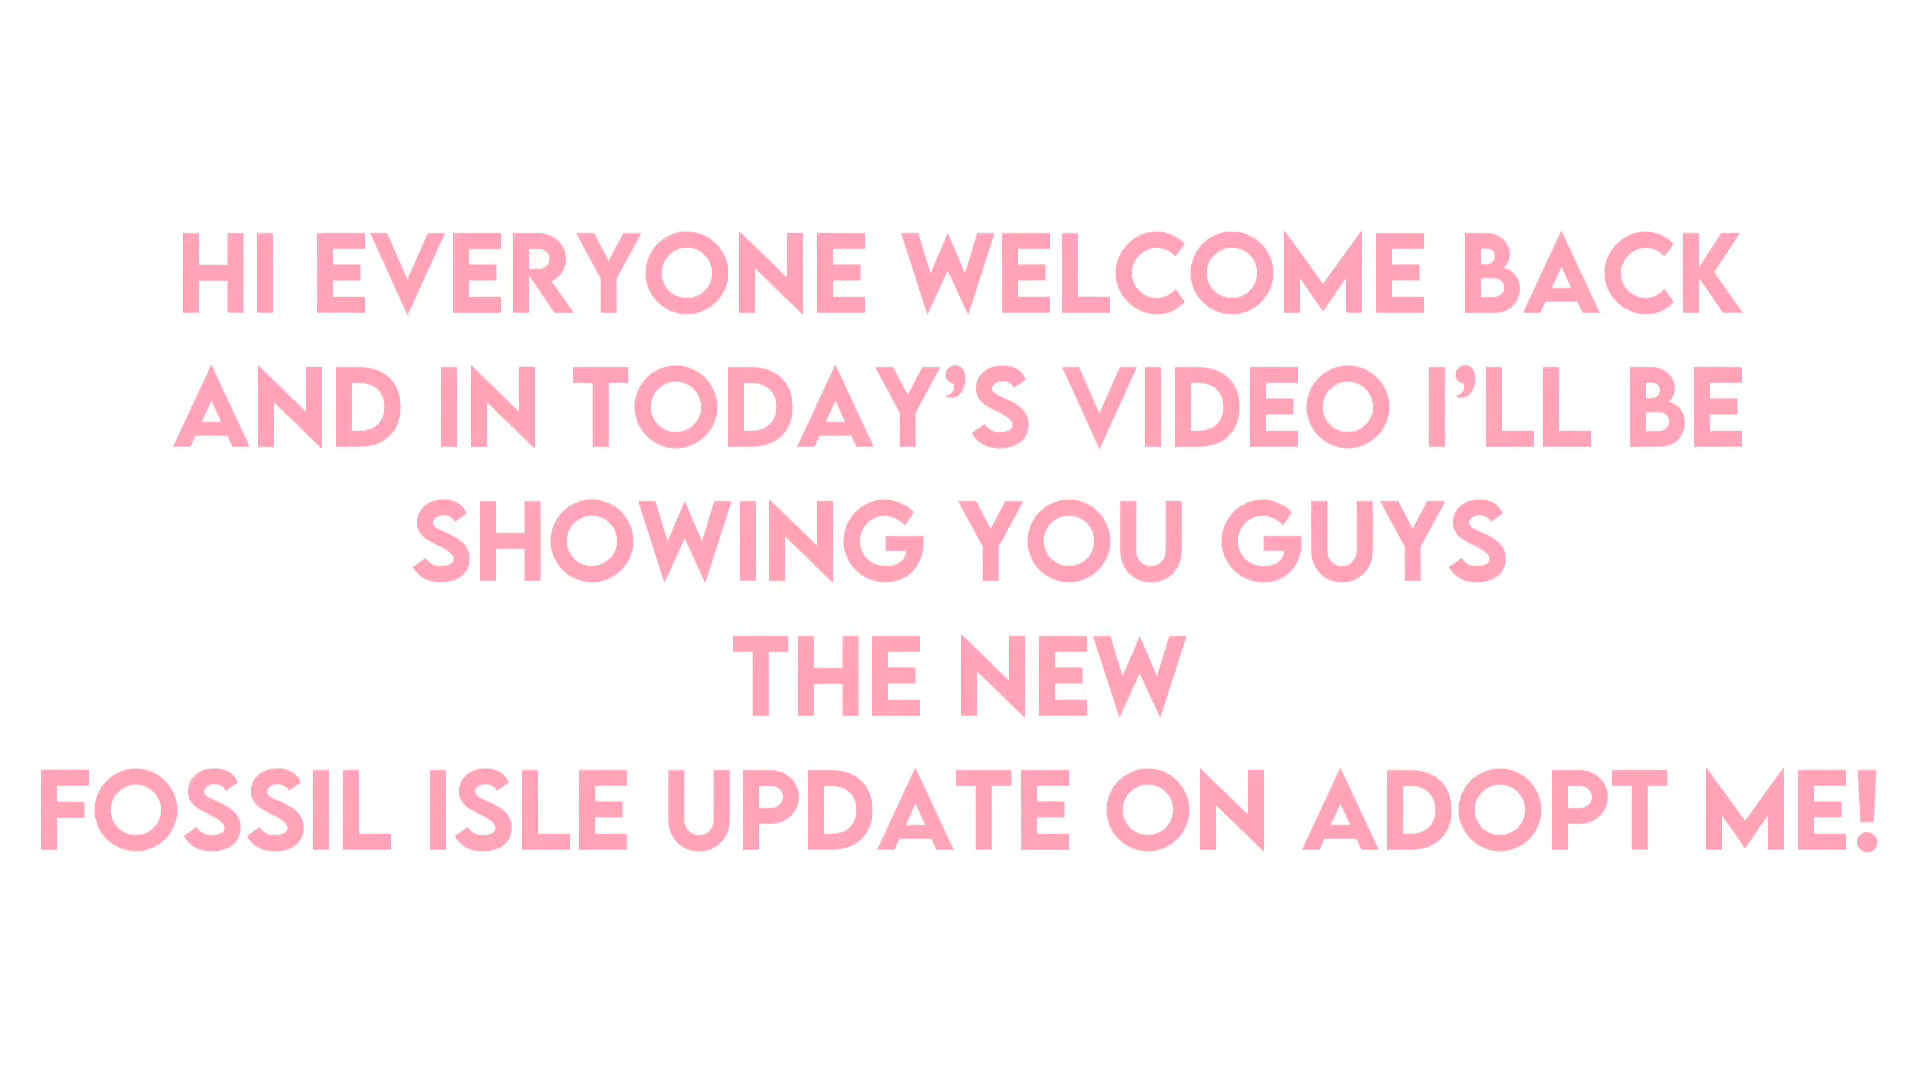 HI EVERYONE WELCOME BACK
AND IN TODAY’S VIDEO I’LL BE
SHOWING YOU GUYS
THE NEW
FOSSIL ISLE UPDATE ON ADOPT ME!